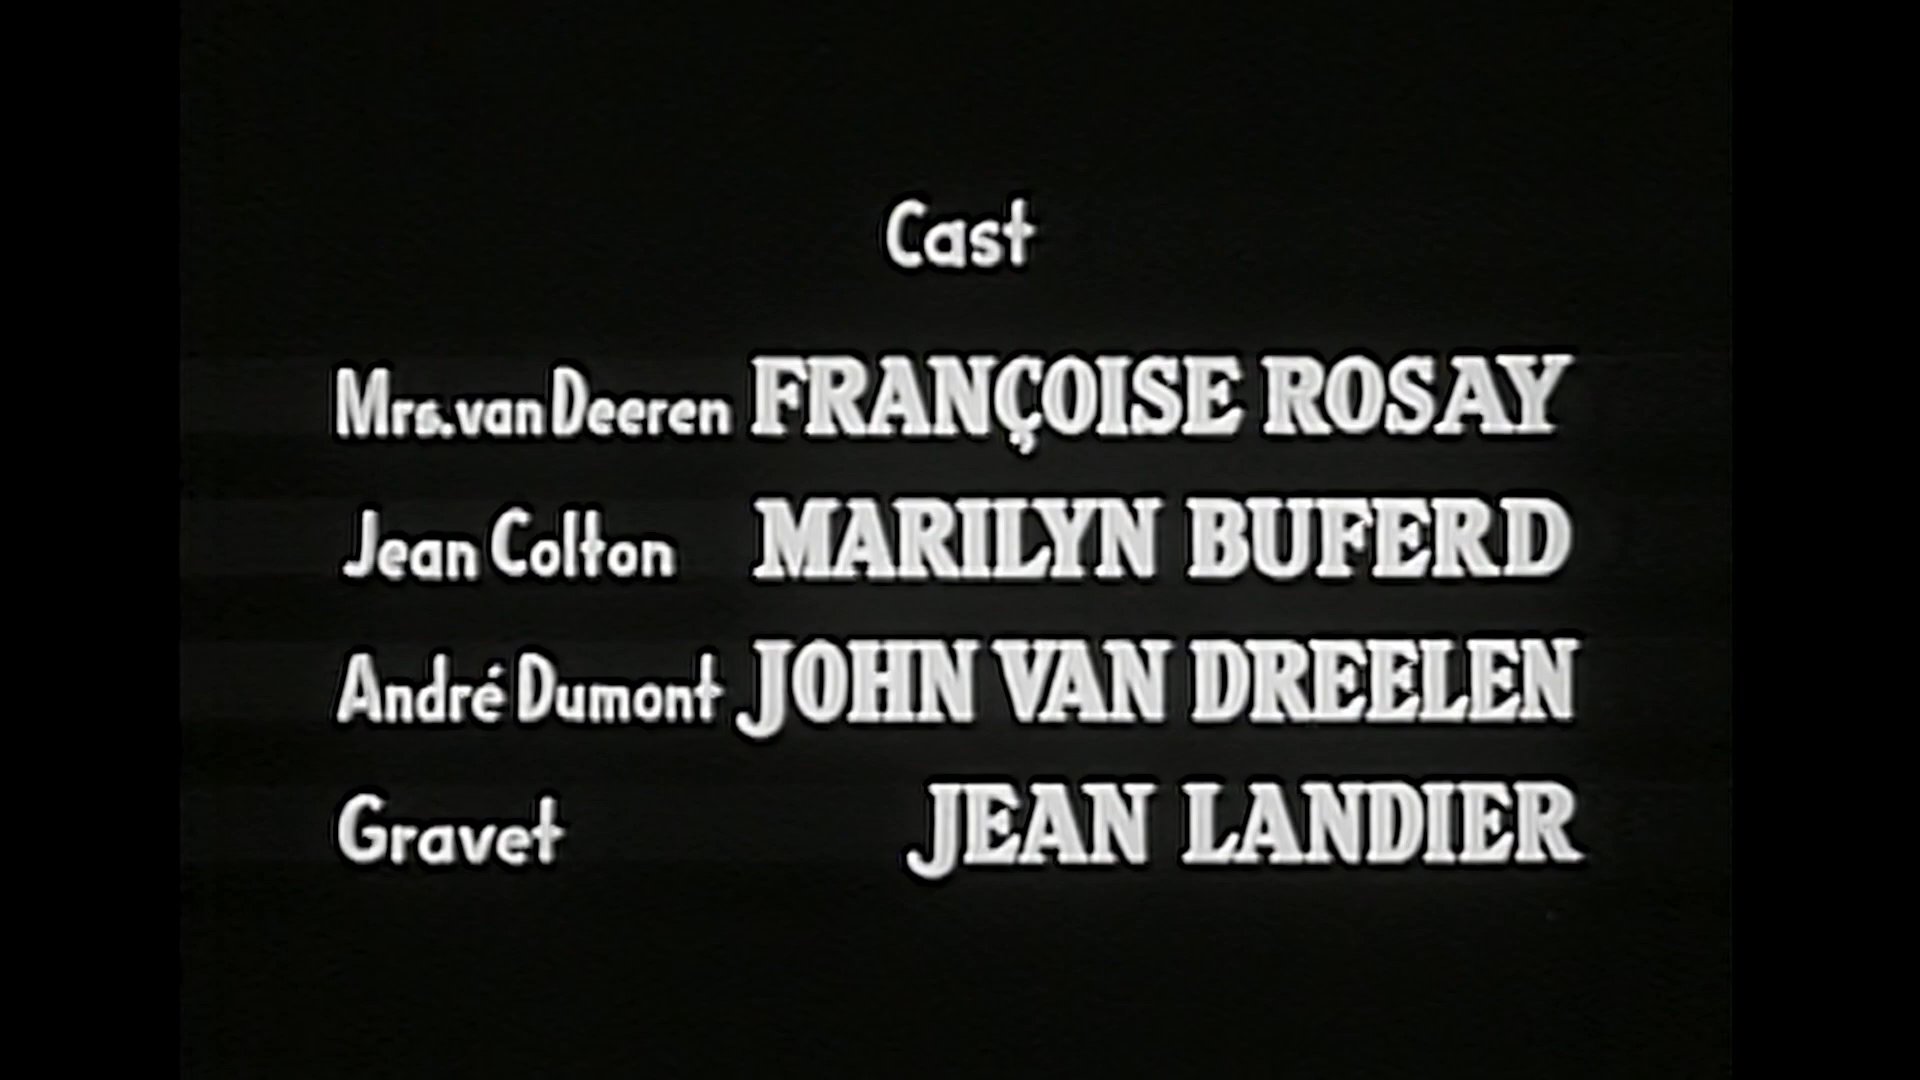 Cast
Mrs. van Deeren FRANÇOISE ROSAY
Jean Colton MARILYN BUFERD
André Dumont JOHN VAN DREELEN
Gravet JEAN LANDIER